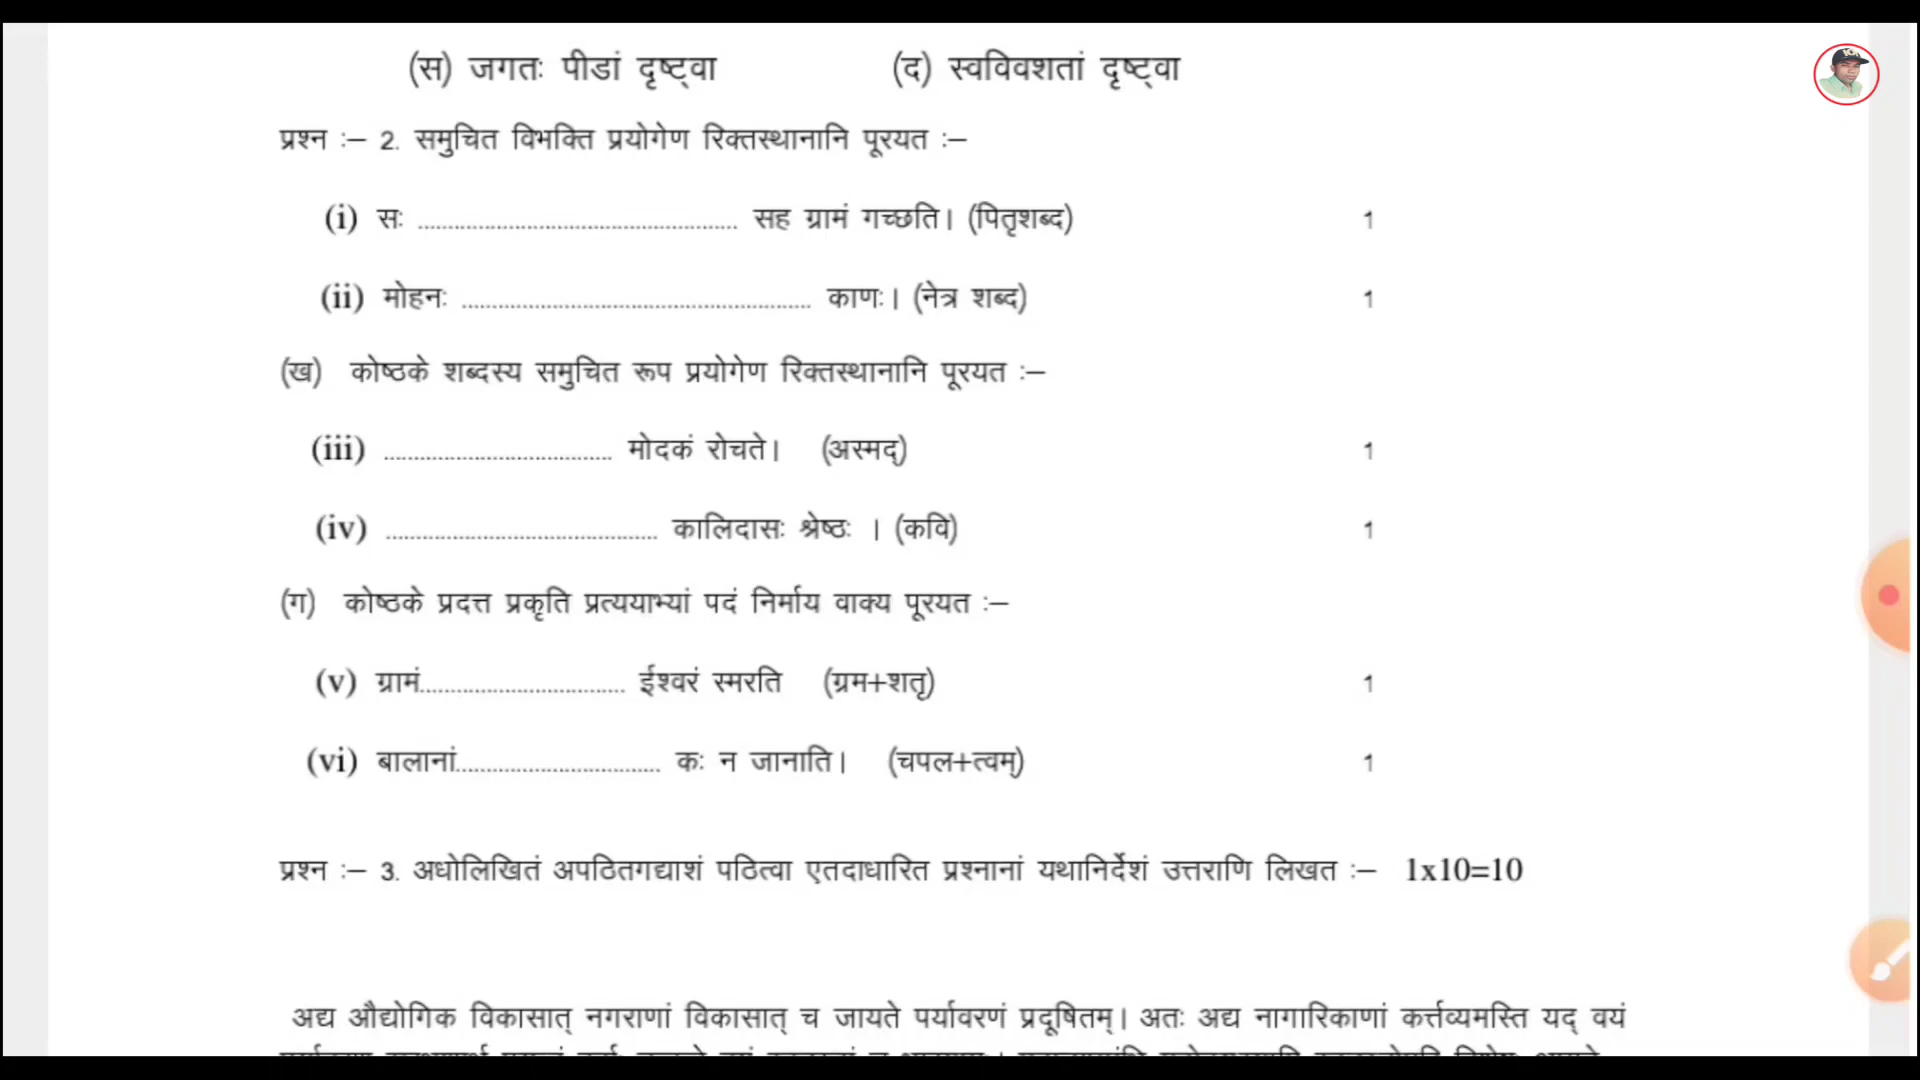 (स) जगतः पीडां दृष्ट्वा (द) स्वविवशतां दृष्ट्वा
प्रश्न :– 2. समुचित विभक्ति प्रयोगेण रिक्तस्थानानि पूरयत :–
(i) सः ..................................................... सह ग्रामं गच्छति। (पितृशब्द) 1
(ii) मोहनः .......................................................... काणः। (नेत्र शब्द) 1
(ख) कोष्ठके शब्दस्य समुचित रूप प्रयोगेण रिक्तस्थानानि पूरयत :–
(iii) ...................................... मोदकं रोचते। (अस्मद्) 1
(iv) ............................................. कालिदासः श्रेष्ठः । (कवि) 1
(ग) कोष्ठके प्रदत्त प्रकृति प्रत्ययाभ्यां पदं निर्माय वाक्य पूरयत :–
(v) ग्रामं.................................. ईश्वरं स्मरति (ग्रम+शतृ) 1
(vi) बालानां.................................. कः न जानाति। (चपल+त्वम्) 1
प्रश्न :– 3. अधोलिखितं अपठितगद्याशं पठित्वा एतदाधारित प्रश्नानां यथानिर्देशं उत्तराणि लिखत :– 1x10=10
अद्य औद्योगिक विकासात् नगराणां विकासात् च जायते पर्यावरणं प्रदूषितम्। अतः अद्य नागारिकाणां कर्त्तव्यमस्ति यद् वयं